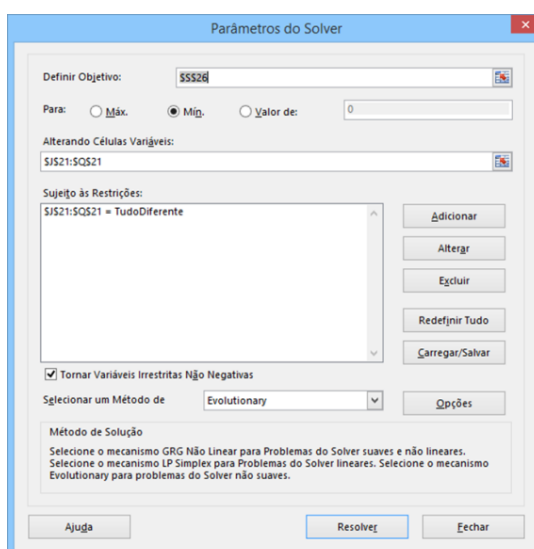 Parâmetros do Solver
Definir Objetivo:
$S$26
Para:
Máx.
Mín.
Valor de:
0
Alterando Células Variáveis:
$J$21:$Q$21
Sujeito às Restrições:
$J$21:$Q$21 = TudoDiferente
Adicionar
Alterar
Excluir
Redefinir Tudo
Carregar/Salvar
Tornar Variáveis Irrestritas Não Negativas
Selecionar um Método de
Evolutionary
Opções
Método de Solução
Selecione o mecanismo GRG Não Linear para Problemas do Solver suaves e não lineares.
Selecione o mecanismo LP Simplex para Problemas do Solver lineares. Selecione o mecanismo
Evolutionary para problemas do Solver não suaves.
Ajuda
Resolver
Fechar